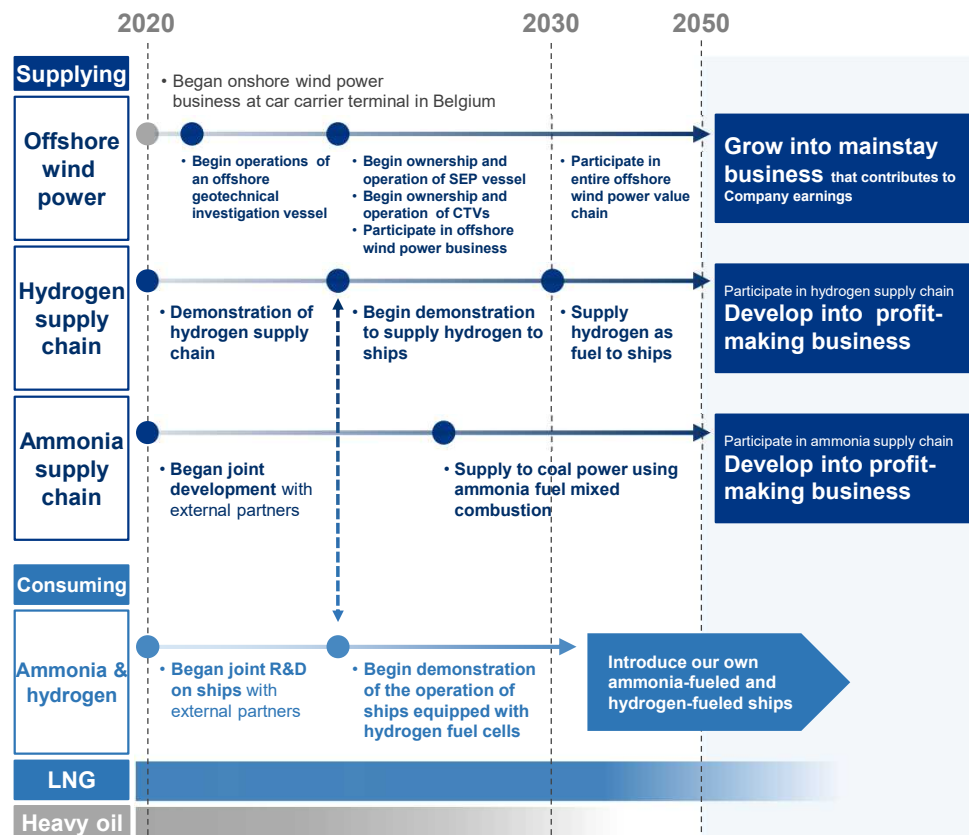 2020
2030
2050
Supplying
• Began onshore wind power
business at car carrier terminal in Belgium
Offshore
wind
power
• Begin operations of
an offshore
geotechnical
investigation vessel
• Begin ownership and
operation of SEP vessel
• Begin ownership and
operation of CTVs
• Participate in offshore
wind power business
• Participate in
entire offshore
wind power value
chain
Grow into mainstay
business that contributes to
Company earnings
Hydrogen
supply
chain
• Demonstration of
hydrogen supply
chain
• Begin demonstration
to supply hydrogen to
ships
• Supply
hydrogen as
fuel to ships
Participate in hydrogen supply chain
Develop into profit-
making business
Ammonia
supply
chain
• Began joint
development with
external partners
• Supply to coal power using
ammonia fuel mixed
combustion
Participate in ammonia supply chain
Develop into profit-
making business
Consuming
Ammonia &
hydrogen
• Began joint R&D
on ships with
external partners
• Begin demonstration
of the operation of
ships equipped with
hydrogen fuel cells
Introduce our own
ammonia-fueled and
hydrogen-fueled ships
LNG
Heavy oil